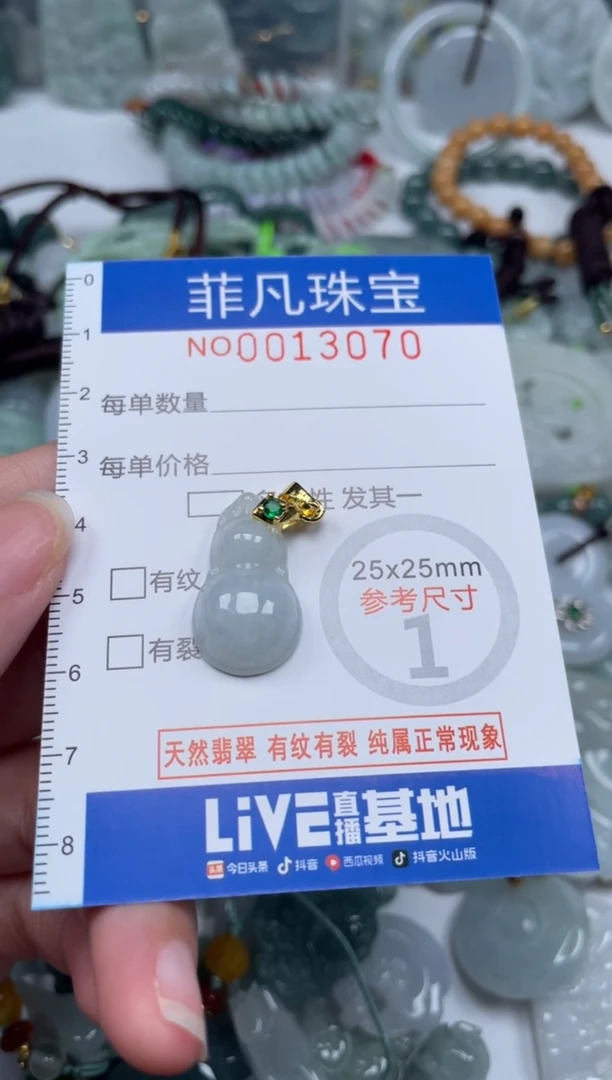 菲凡珠宝
NO0013070
每单数量
每单价格
性 发其一
有纹
有裂
25x25mm
参考尺寸
1
天然翡翠 有纹有裂 纯属正常现象
LiVE直播基地
头条 今日头条 抖音 西瓜视频 抖音火山版
0
1
2
3
4
5
6
7
8